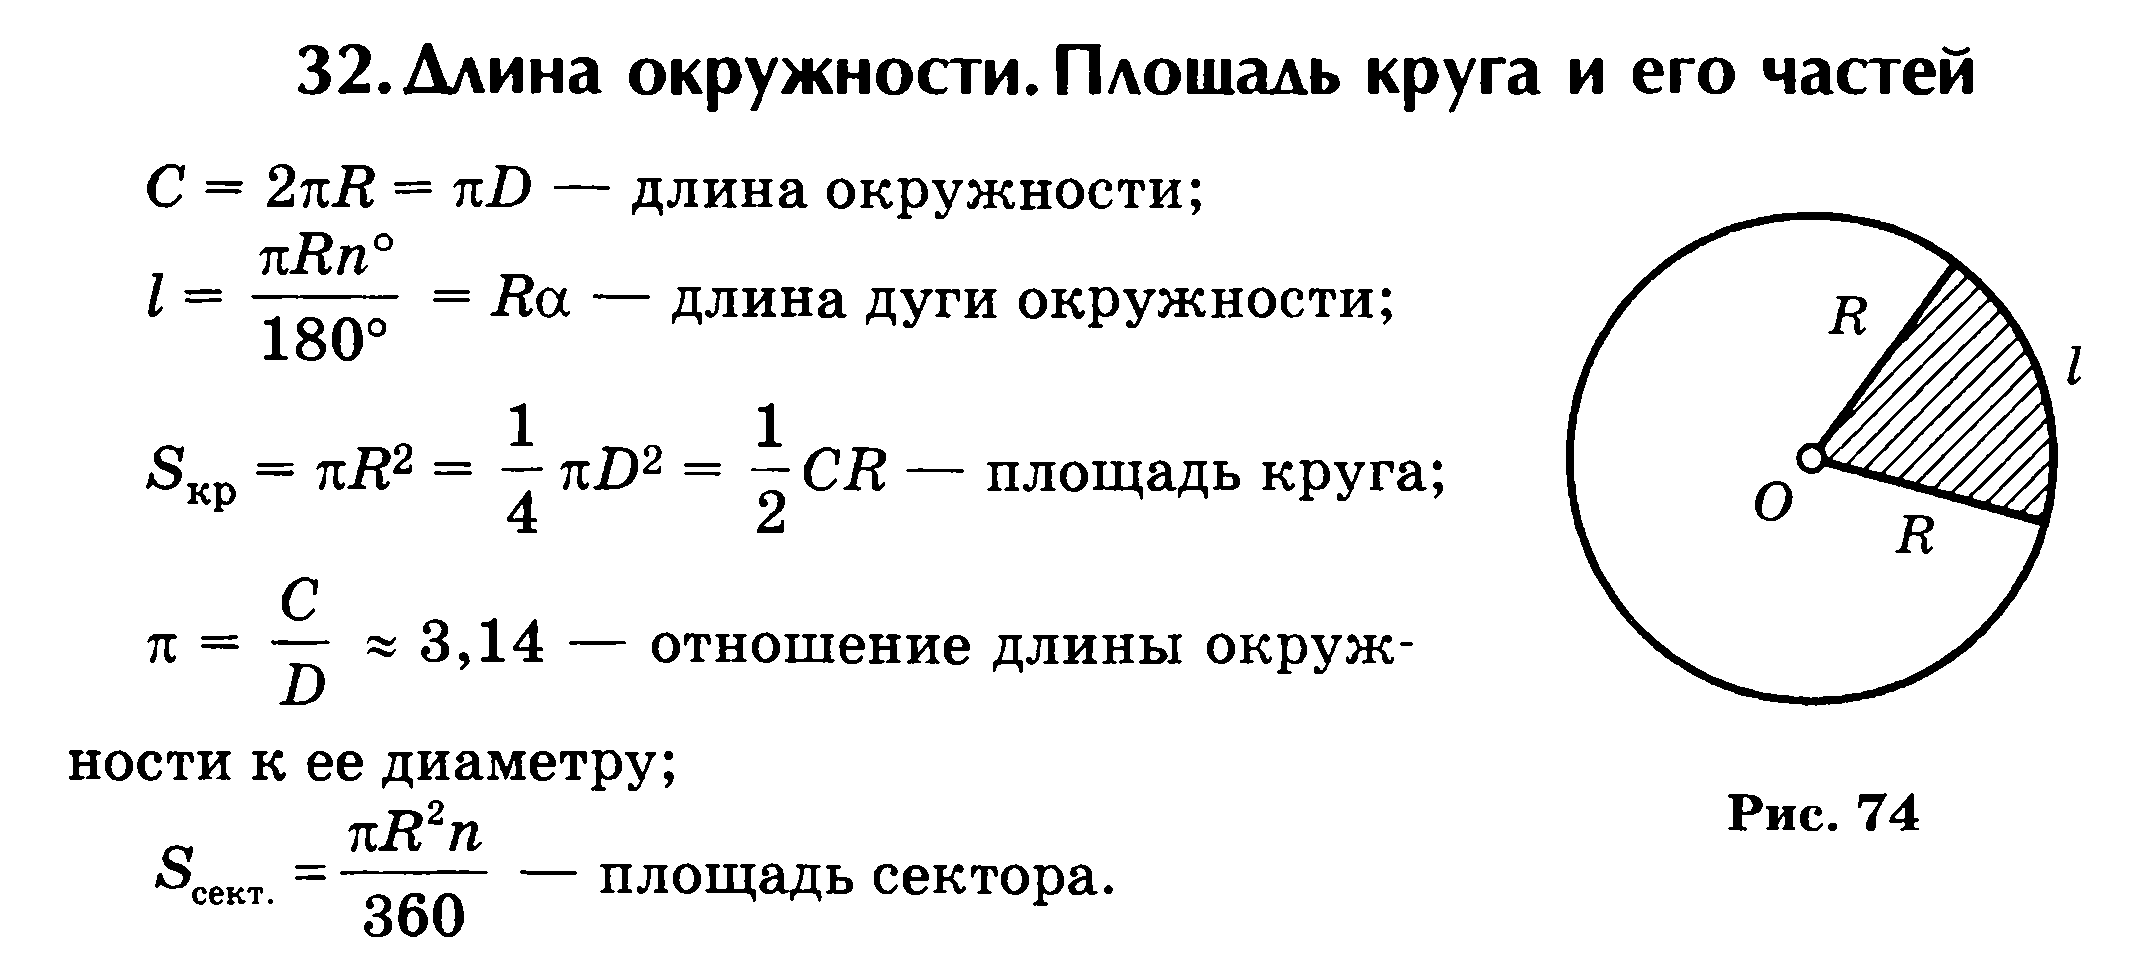 32. Длина окружности. Площадь круга и его частей
C = 2πR = πD — длина окружности;
l = πRn°/180° = Rα — длина дуги окружности;
Sкр = πR² = 1/4 πD² = 1/2 CR — площадь круга;
π = C/D ≈ 3,14 — отношение длины окруж-
ности к ее диаметру;
Sсект. = πR²n/360 — площадь сектора.
R
l
O
R
Рис. 74